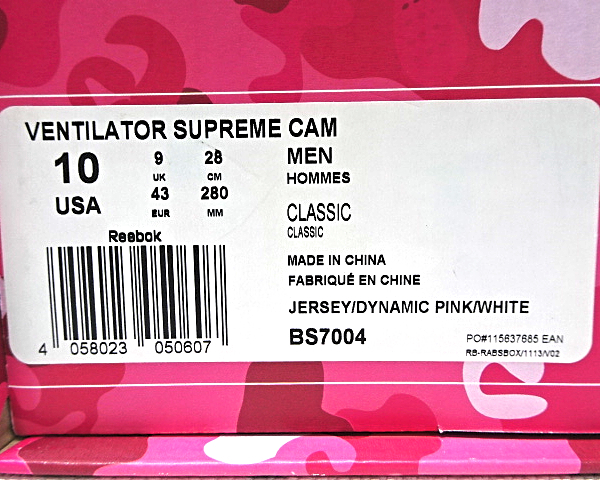 VENTILATOR SUPREME CAM
10 USA
9 UK
28 CM
43 EUR
280 MM
MEN
HOMMES
CLASSIC
CLASSIC
Reebok
MADE IN CHINA
FABRIQUÉ EN CHINE
JERSEY/DYNAMIC PINK/WHITE
BS7004
4 058023 050607
PO#115637685 EAN
RB-RABSBOX/1113/V02